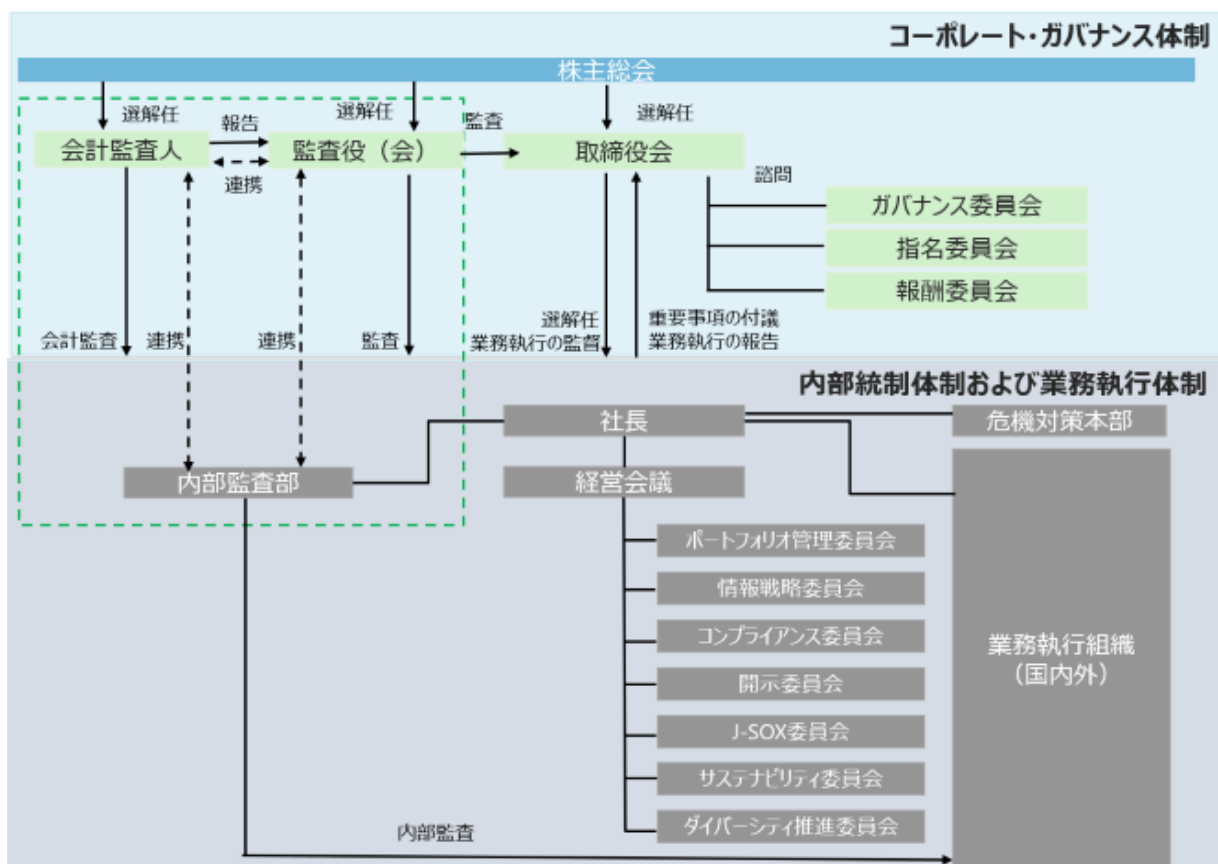 コーポレート・ガバナンス体制
株主総会
選解任
選解任
選解任
報告
監査
会計監査人
監査役（会）
取締役会
連携
諮問
ガバナンス委員会
指名委員会
報酬委員会
会計監査
連携
連携
監査
選解任
業務執行の監督
重要事項の付議
業務執行の報告
内部統制体制および業務執行体制
社長
危機対策本部
内部監査部
経営会議
ポートフォリオ管理委員会
情報戦略委員会
コンプライアンス委員会
開示委員会
J-SOX委員会
サステナビリティ委員会
ダイバーシティ推進委員会
業務執行組織
（国内外）
内部監査